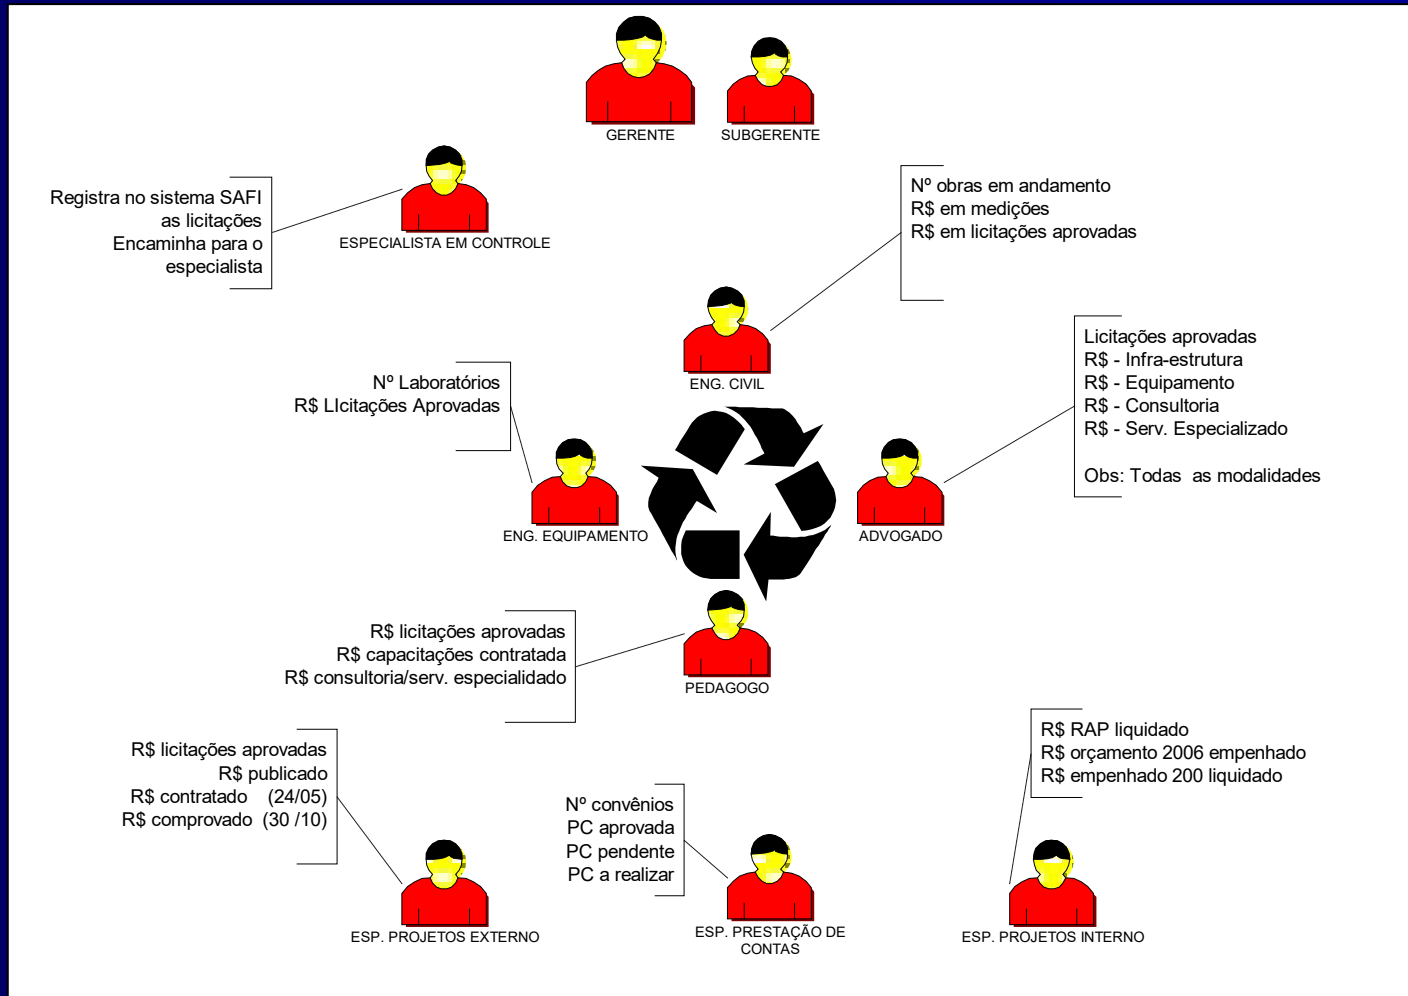 GERENTE
SUBGERENTE
Registra no sistema SAFI
as licitações
Encaminha para o
especialista
ESPECIALISTA EM CONTROLE
Nº obras em andamento
R$ em medições
R$ em licitações aprovadas
ENG. CIVIL
Licitações aprovadas
R$ - Infra-estrutura
R$ - Equipamento
R$ - Consultoria
R$ - Serv. Especializado
Obs: Todas  as modalidades
ADVOGADO
Nº Laboratórios
R$ LIcitações Aprovadas
ENG. EQUIPAMENTO
R$ licitações aprovadas
R$ capacitações contratada
R$ consultoria/serv. especialidado
PEDAGOGO
R$ licitações aprovadas
R$ publicado
R$ contratado    (24/05)
R$ comprovado  (30 /10)
ESP. PROJETOS EXTERNO
Nº convênios
PC aprovada
PC pendente
PC a realizar
ESP. PRESTAÇÃO DE
CONTAS
R$ RAP liquidado
R$ orçamento 2006 empenhado
R$ empenhado 200 liquidado
ESP. PROJETOS INTERNO